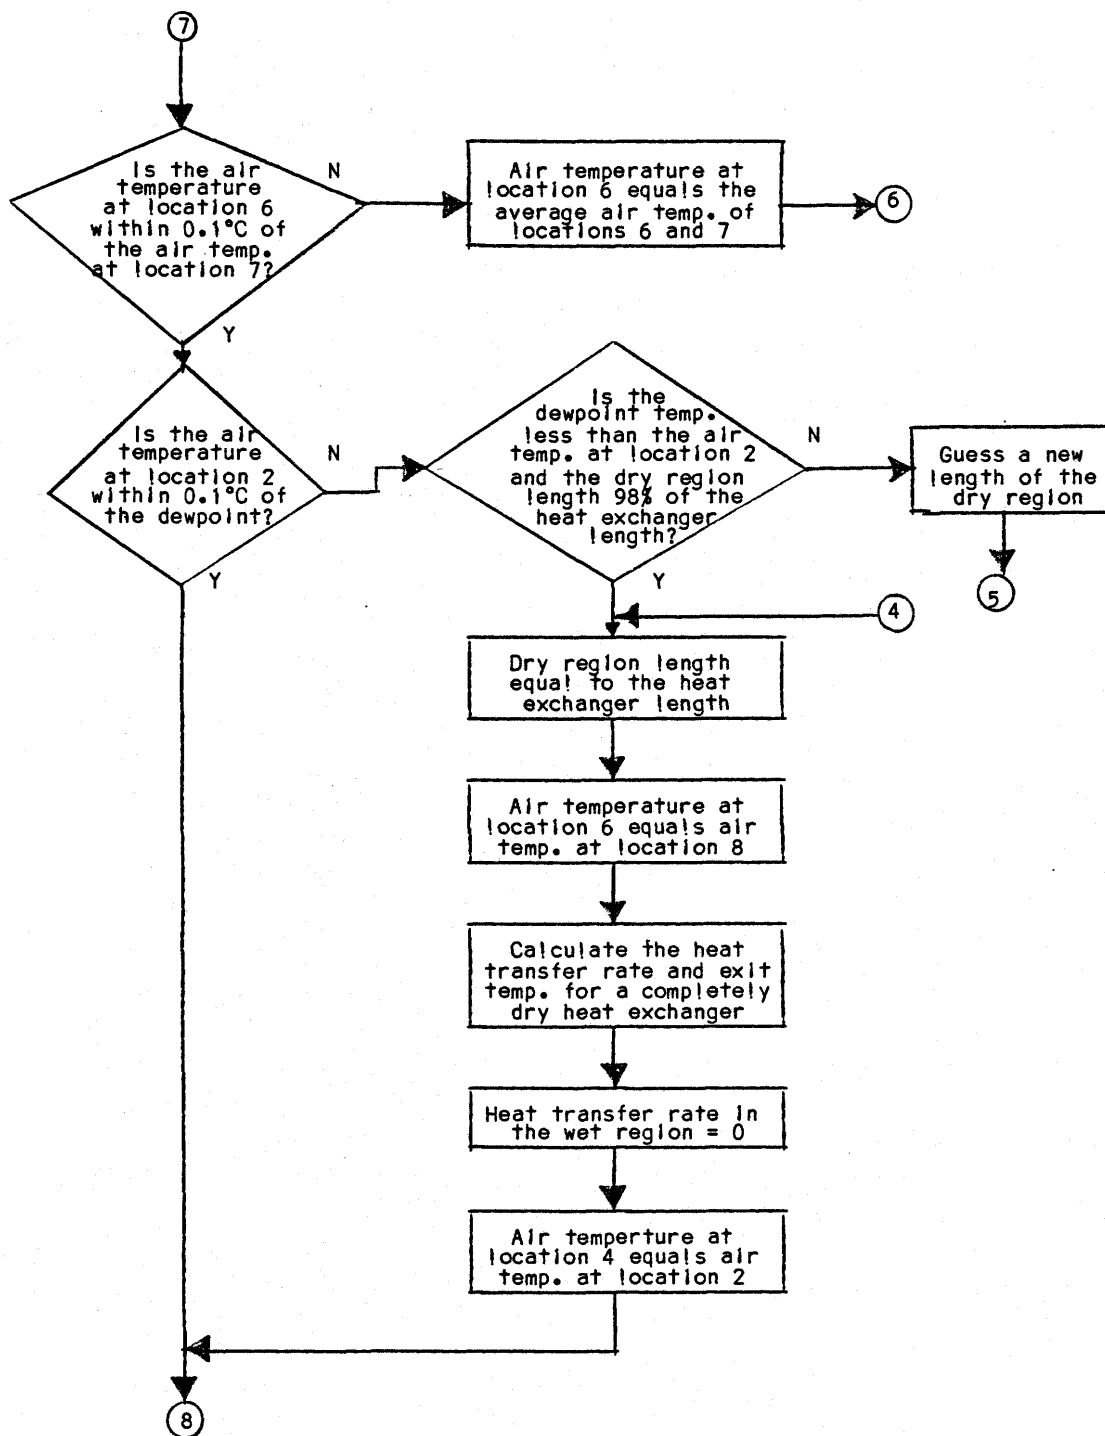 7
Is the air
temperature
at location 6
within 0.1°C of
the air temp.
at location 7?
N
Air temperature at
location 6 equals the
average air temp. of
locations 6 and 7
6
Y
Is the air
temperature
at location 2
within 0.1°C of
the dewpoint?
N
Is the
dewpoint temp.
less than the air
temp. at location 2
and the dry region
length 98% of the
heat exchanger
length?
N
Guess a new
length of the
dry region
5
Y
Y
4
Dry region length
equal to the heat
exchanger length
Air temperature at
location 6 equals air
temp. at location 8
Calculate the heat
transfer rate and exit
temp. for a completely
dry heat exchanger
Heat transfer rate in
the wet region = 0
Air temperture at
location 4 equals air
temp. at location 2
8